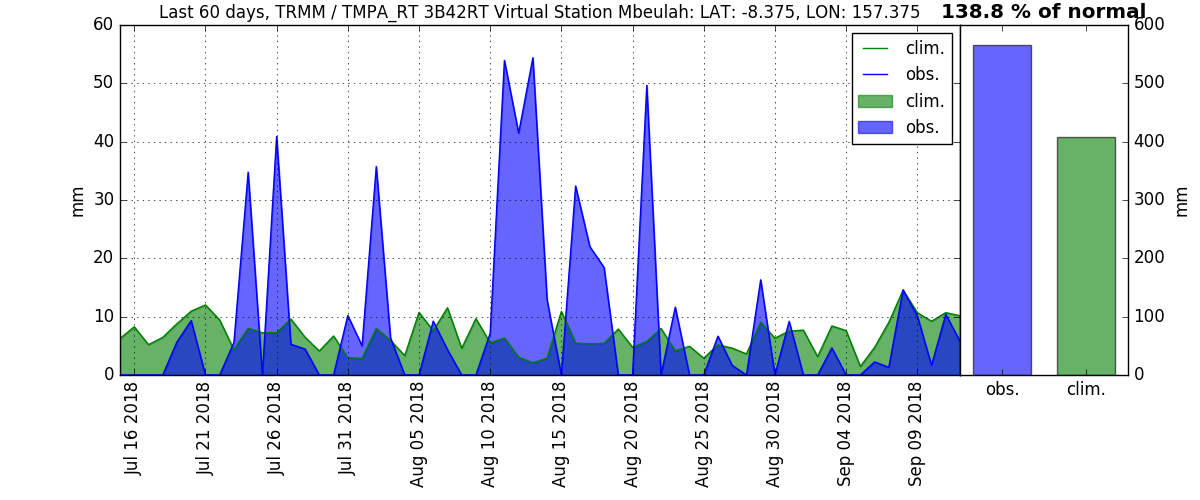 Last 60 days, TRMM / TMPA_RT 3B42RT Virtual Station Mbeulah: LAT: -8.375, LON: 157.375
138.8 % of normal
60
50
40
30
20
10
0
mm
clim.
obs.
clim.
obs.
Jul 16 2018
Jul 21 2018
Jul 26 2018
Jul 31 2018
Aug 05 2018
Aug 10 2018
Aug 15 2018
Aug 20 2018
Aug 25 2018
Aug 30 2018
Sep 04 2018
Sep 09 2018
600
500
400
300
200
100
0
mm
obs.
clim.